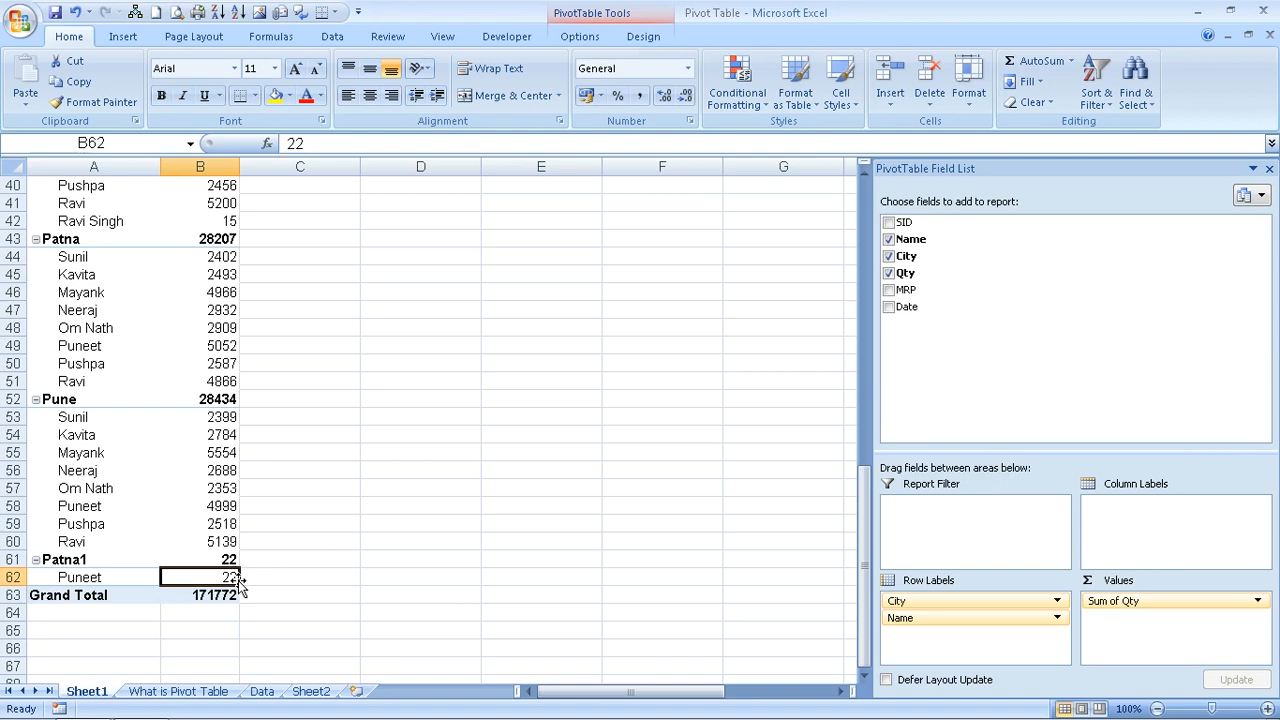 PivotTable Tools
Pivot Table - Microsoft Excel
Home Insert Page Layout Formulas Data Review View Developer Options Design
Paste
Cut
Copy
Format Painter
Clipboard
Arial 11
B I U
Font
Wrap Text
Merge & Center
Alignment
General
Number
Conditional Formatting
Format as Table
Cell Styles
Styles
Insert
Delete
Format
Cells
AutoSum
Fill
Clear
Sort & Filter
Find & Select
Editing
B62 fx 22
A B C D E F G
40 Pushpa 2456
41 Ravi 5200
42 Ravi Singh 15
43 Patna 28207
44 Sunil 2402
45 Kavita 2493
46 Mayank 4966
47 Neeraj 2932
48 Om Nath 2909
49 Puneet 5052
50 Pushpa 2587
51 Ravi 4866
52 Pune 28434
53 Sunil 2399
54 Kavita 2784
55 Mayank 5554
56 Neeraj 2688
57 Om Nath 2353
58 Puneet 4999
59 Pushpa 2518
60 Ravi 5139
61 Patna1 22
62 Puneet 22
63 Grand Total 171772
64
65
66
67
PivotTable Field List
Choose fields to add to report:
SID
Name
City
Qty
MRP
Date
Drag fields between areas below:
Report Filter
Column Labels
Row Labels
City
Name
Σ Values
Sum of Qty
Defer Layout Update
Update
Sheet1 What is Pivot Table Data Sheet2
Ready
100%